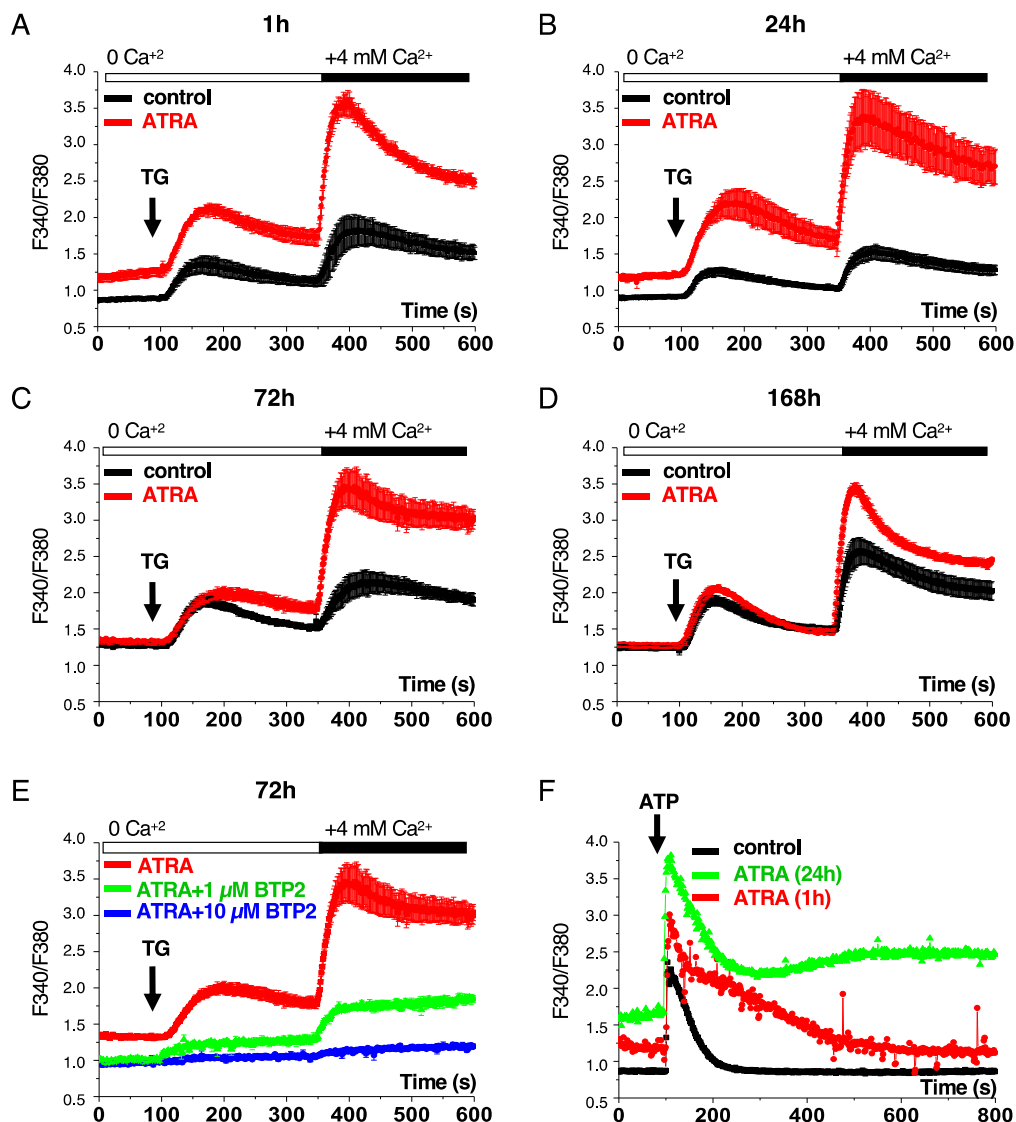 A
1h
0 Ca+2
+4 mM Ca2+
control
ATRA
TG
F340/F380
4.0
3.5
3.0
2.5
2.0
1.5
1.0
0.5
Time (s)
0 100 200 300 400 500 600
B
24h
0 Ca+2
+4 mM Ca2+
control
ATRA
TG
F340/F380
4.0
3.5
3.0
2.5
2.0
1.5
1.0
0.5
Time (s)
0 100 200 300 400 500 600
C
72h
0 Ca+2
+4 mM Ca2+
control
ATRA
TG
F340/F380
4.0
3.5
3.0
2.5
2.0
1.5
1.0
0.5
Time (s)
0 100 200 300 400 500 600
D
168h
0 Ca+2
+4 mM Ca2+
control
ATRA
TG
F340/F380
4.0
3.5
3.0
2.5
2.0
1.5
1.0
0.5
Time (s)
0 100 200 300 400 500 600
E
72h
0 Ca+2
+4 mM Ca2+
ATRA
ATRA+1 µM BTP2
ATRA+10 µM BTP2
TG
F340/F380
4.0
3.5
3.0
2.5
2.0
1.5
1.0
0.5
Time (s)
0 100 200 300 400 500 600
F
ATP
control
ATRA (24h)
ATRA (1h)
F340/F380
4.0
3.5
3.0
2.5
2.0
1.5
1.0
0.5
Time (s)
0 200 400 600 800